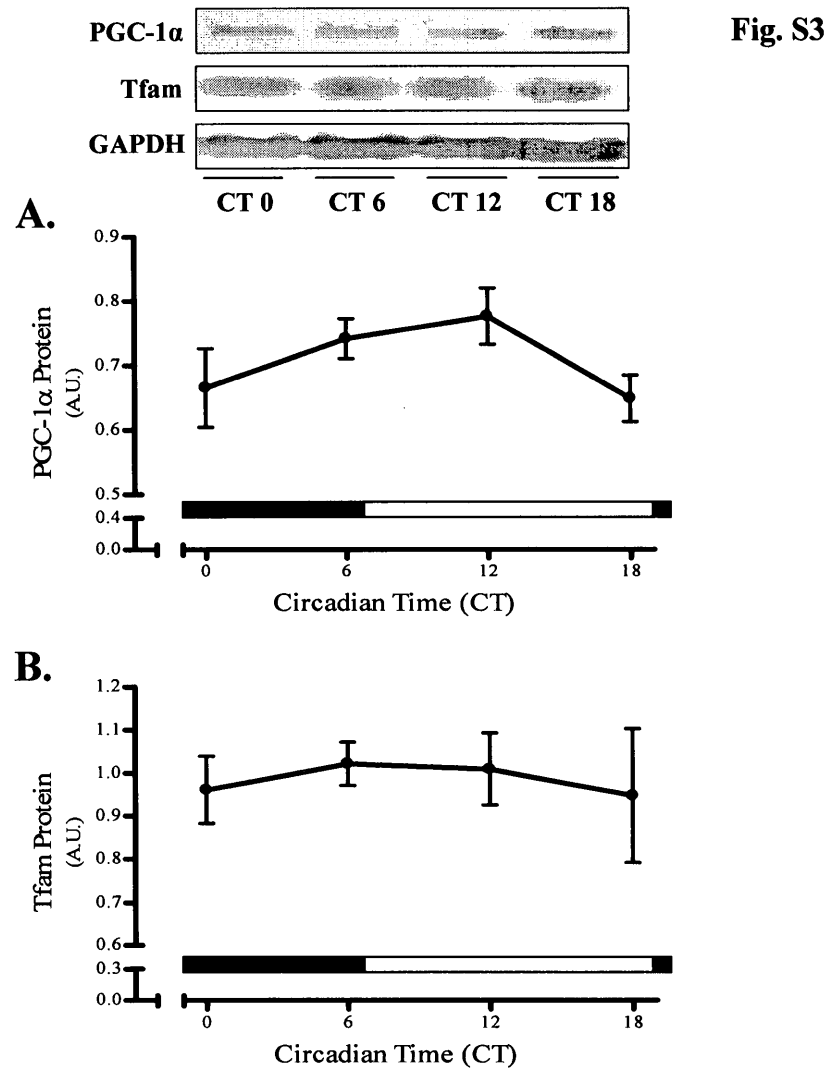 Fig. S3
PGC-1α
Tfam
GAPDH
CT 0 CT 6 CT 12 CT 18
A.
PGC-1α Protein
(A.U.)
0.9
0.8
0.7
0.6
0.5
0.4
0.0
0 6 12 18
Circadian Time (CT)
B.
Tfam Protein
(A.U.)
1.2
1.1
1.0
0.9
0.8
0.7
0.6
0.3
0.0
0 6 12 18
Circadian Time (CT)